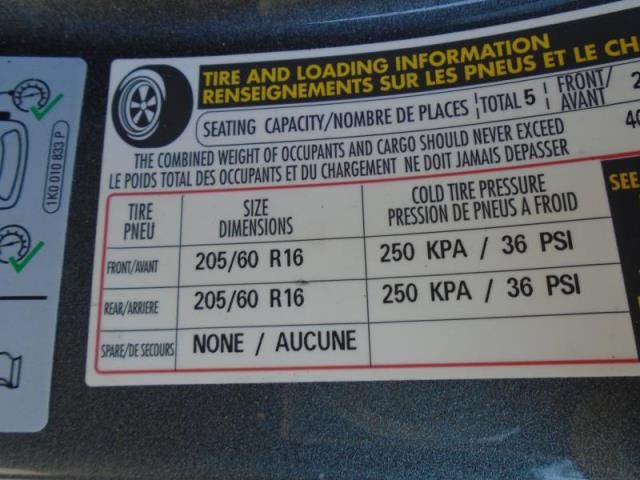 TIRE AND LOADING INFORMATION
RENSEIGNEMENTS SUR LES PNEUS ET LE CH
SEATING CAPACITY/NOMBRE DE PLACES TOTAL 5 FRONT/AVANT 2
THE COMBINED WEIGHT OF OCCUPANTS AND CARGO SHOULD NEVER EXCEED 40
LE POIDS TOTAL DES OCCUPANTS ET DU CHARGEMENT NE DOIT JAMAIS DEPASSER
TIRE PNEU SIZE DIMENSIONS COLD TIRE PRESSURE PRESSION DE PNEUS A FROID SEE
FRONT/AVANT 205/60 R16 250 KPA / 36 PSI
REAR/ARRIERE 205/60 R16 250 KPA / 36 PSI
SPARE/DE SECOURS NONE / AUCUNE
1K0 010 833 P